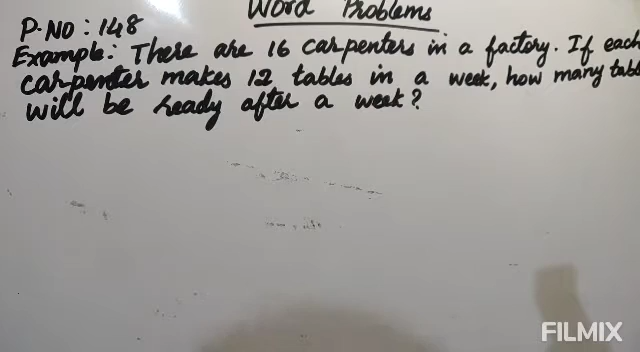 Word Problems
P.NO : 148
Example: There are 16 carpenters in a factory. If each
carpenter makes 12 tables in a week, how many tabl
will be ready after a week?
FILMIX